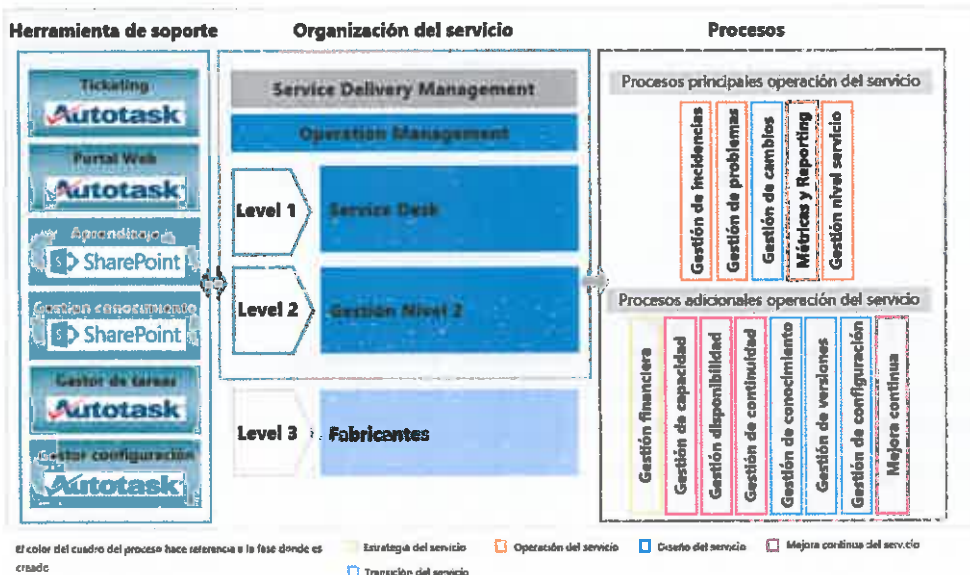 Herramienta de soporte
Organización del servicio
Procesos
Ticketing
Autotask
Portal Web
Autotask
Aprendizaje
SharePoint
Gestion conocimiento
SharePoint
Gestor de tareas
Autotask
Gestor configuración
Autotask
Service Delivery Management
Operation Management
Level 1
Service Desk
Level 2
Gestión Nivel 2
Level 3
Fabricantes
Procesos principales operación del servicio
Gestión de incidencias
Gestión de problemas
Gestión de cambios
Métricas y Reporting
Gestión nivel servicio
Procesos adicionales operación del servicio
Gestión financiera
Gestión de capacidad
Gestión disponibilidad
Gestión de continuidad
Gestión de conocimiento
Gestión de versiones
Gestión de configuración
Mejora continua
El color del cuadro del proceso hace referencia a la fase donde es
creado
Estrategia del servicio
Operación del servicio
Diseño del servicio
Mejora continua del servicio
Transición del servicio